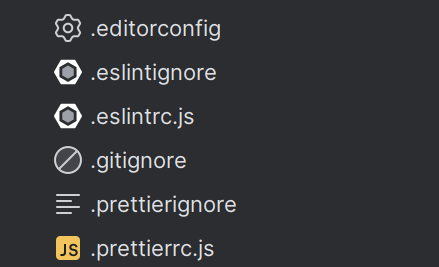 .editorconfig
.eslintignore
.eslintrc.js
.gitignore
.prettierignore
JS .prettierrc.js